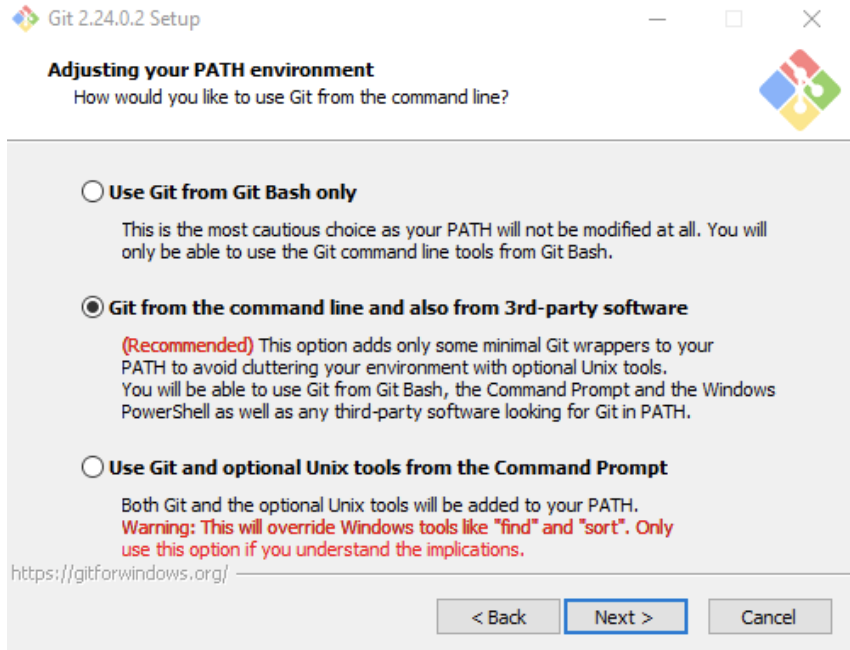 Git 2.24.0.2 Setup
Adjusting your PATH environment
How would you like to use Git from the command line?
Use Git from Git Bash only
This is the most cautious choice as your PATH will not be modified at all. You will
only be able to use the Git command line tools from Git Bash.
Git from the command line and also from 3rd-party software
(Recommended) This option adds only some minimal Git wrappers to your
PATH to avoid cluttering your environment with optional Unix tools.
You will be able to use Git from Git Bash, the Command Prompt and the Windows
PowerShell as well as any third-party software looking for Git in PATH.
Use Git and optional Unix tools from the Command Prompt
Both Git and the optional Unix tools will be added to your PATH.
Warning: This will override Windows tools like "find" and "sort". Only
use this option if you understand the implications.
https://gitforwindows.org/
< Back Next > Cancel